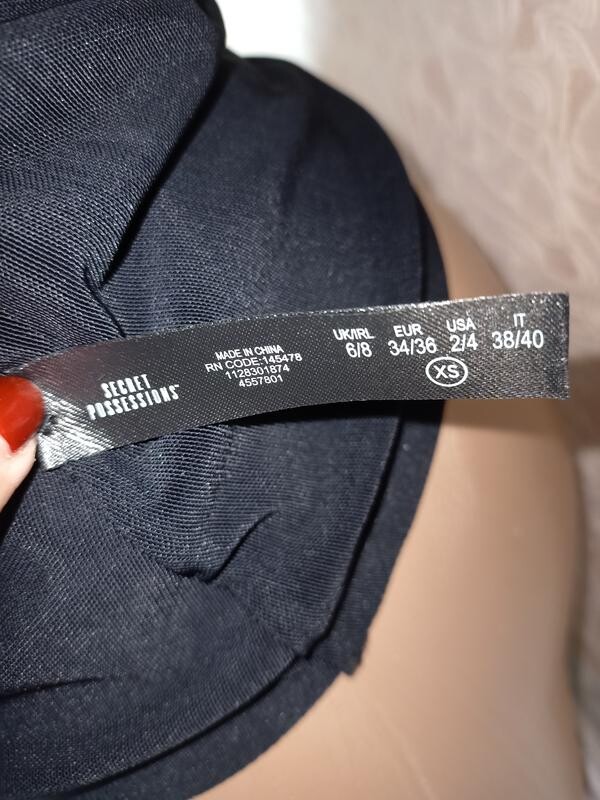 SECRET
POSSESSIONS™
MADE IN CHINA
RN CODE:145478
1128301874
4557801
UK/IRL EUR USA IT
6/8 34/36 2/4 38/40
XS